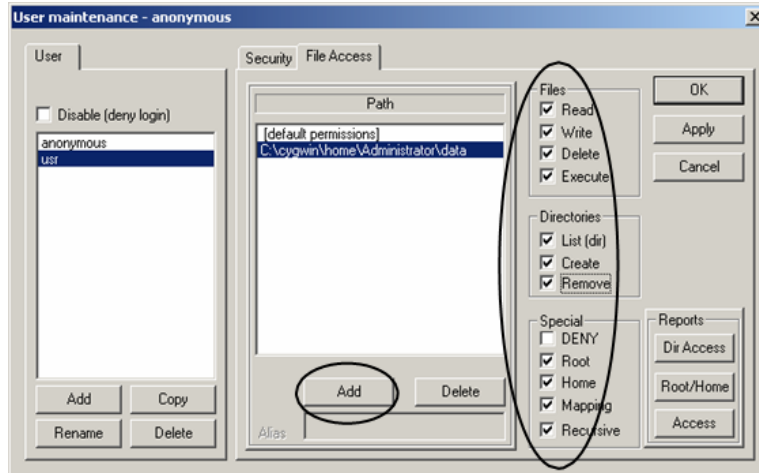 User maintenance - anonymous
User
Disable (deny login)
anonymous
usr
Add
Copy
Rename
Delete
Security
File Access
Path
[default permissions]
C:\cygwin\home\Administrator\data
Add
Delete
Alias
Files
Read
Write
Delete
Execute
Directories
List (dir)
Create
Remove
Special
DENY
Root
Home
Mapping
Recursive
OK
Apply
Cancel
Reports
Dir Access
Root/Home
Access